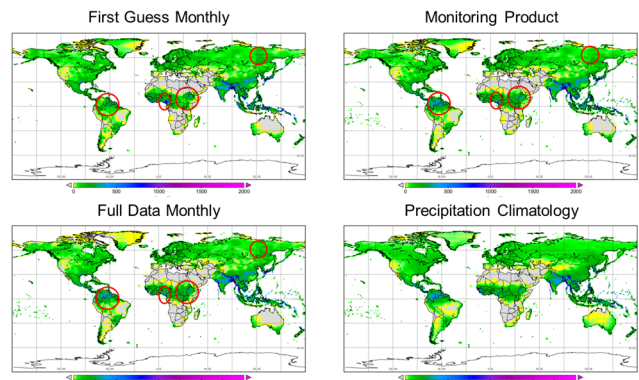 First Guess Monthly
Monitoring Product
0 500 1000 1500 2000
0 500 1000 1500 2000
Full Data Monthly
Precipitation Climatology